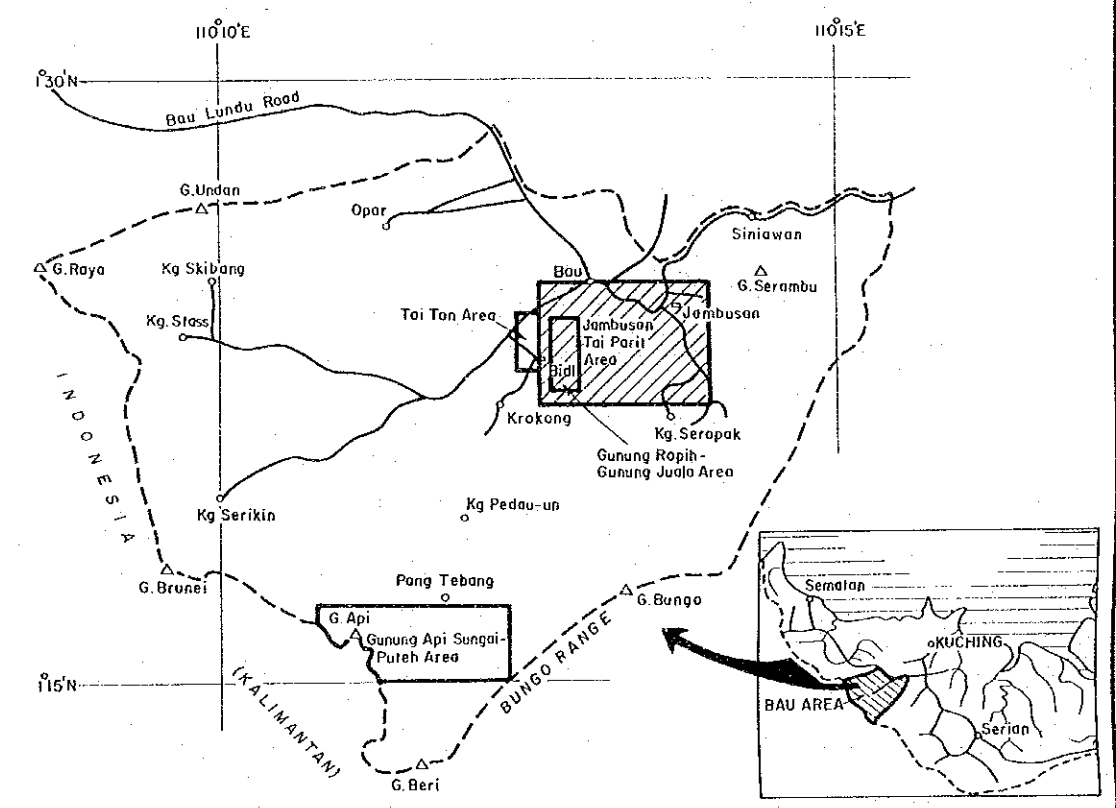 110°10'E
110°15'E
1°30'N
Bau Lundu Road
G.Undan
Opar
Siniawan
G.Raya
Kg Skibang
Bau
G. Serambu
Tai Ton Area
Jambusan
Tai Parit
Area
Jambusan
Kg. Stass
Bidi
INDONESIA
Krokong
Kg. Serapak
Gunung Ropih-
Gunung Juala Area
Kg Serikin
Kg Pedau-un
G. Brunei
Pang Tebang
G. Bungo
G. Api
Gunung Api Sungai-
Puteh Area
BUNGO RANGE
1°15'N
(KALIMANTAN)
G. Beri
Sematan
KUCHING
BAU AREA
Serian